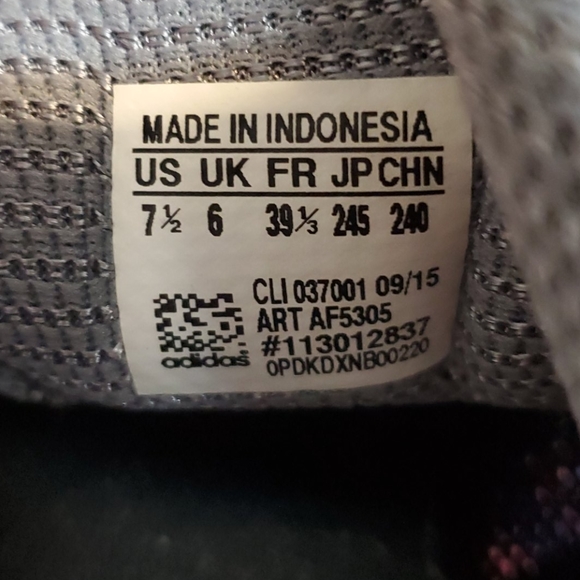 MADE IN INDONESIA
US UK FR JP CHN
7½ 6 39⅓ 245 240
CLI 037001 09/15
ART AF5305
#113012837
0PDKDXNB00220
adidas